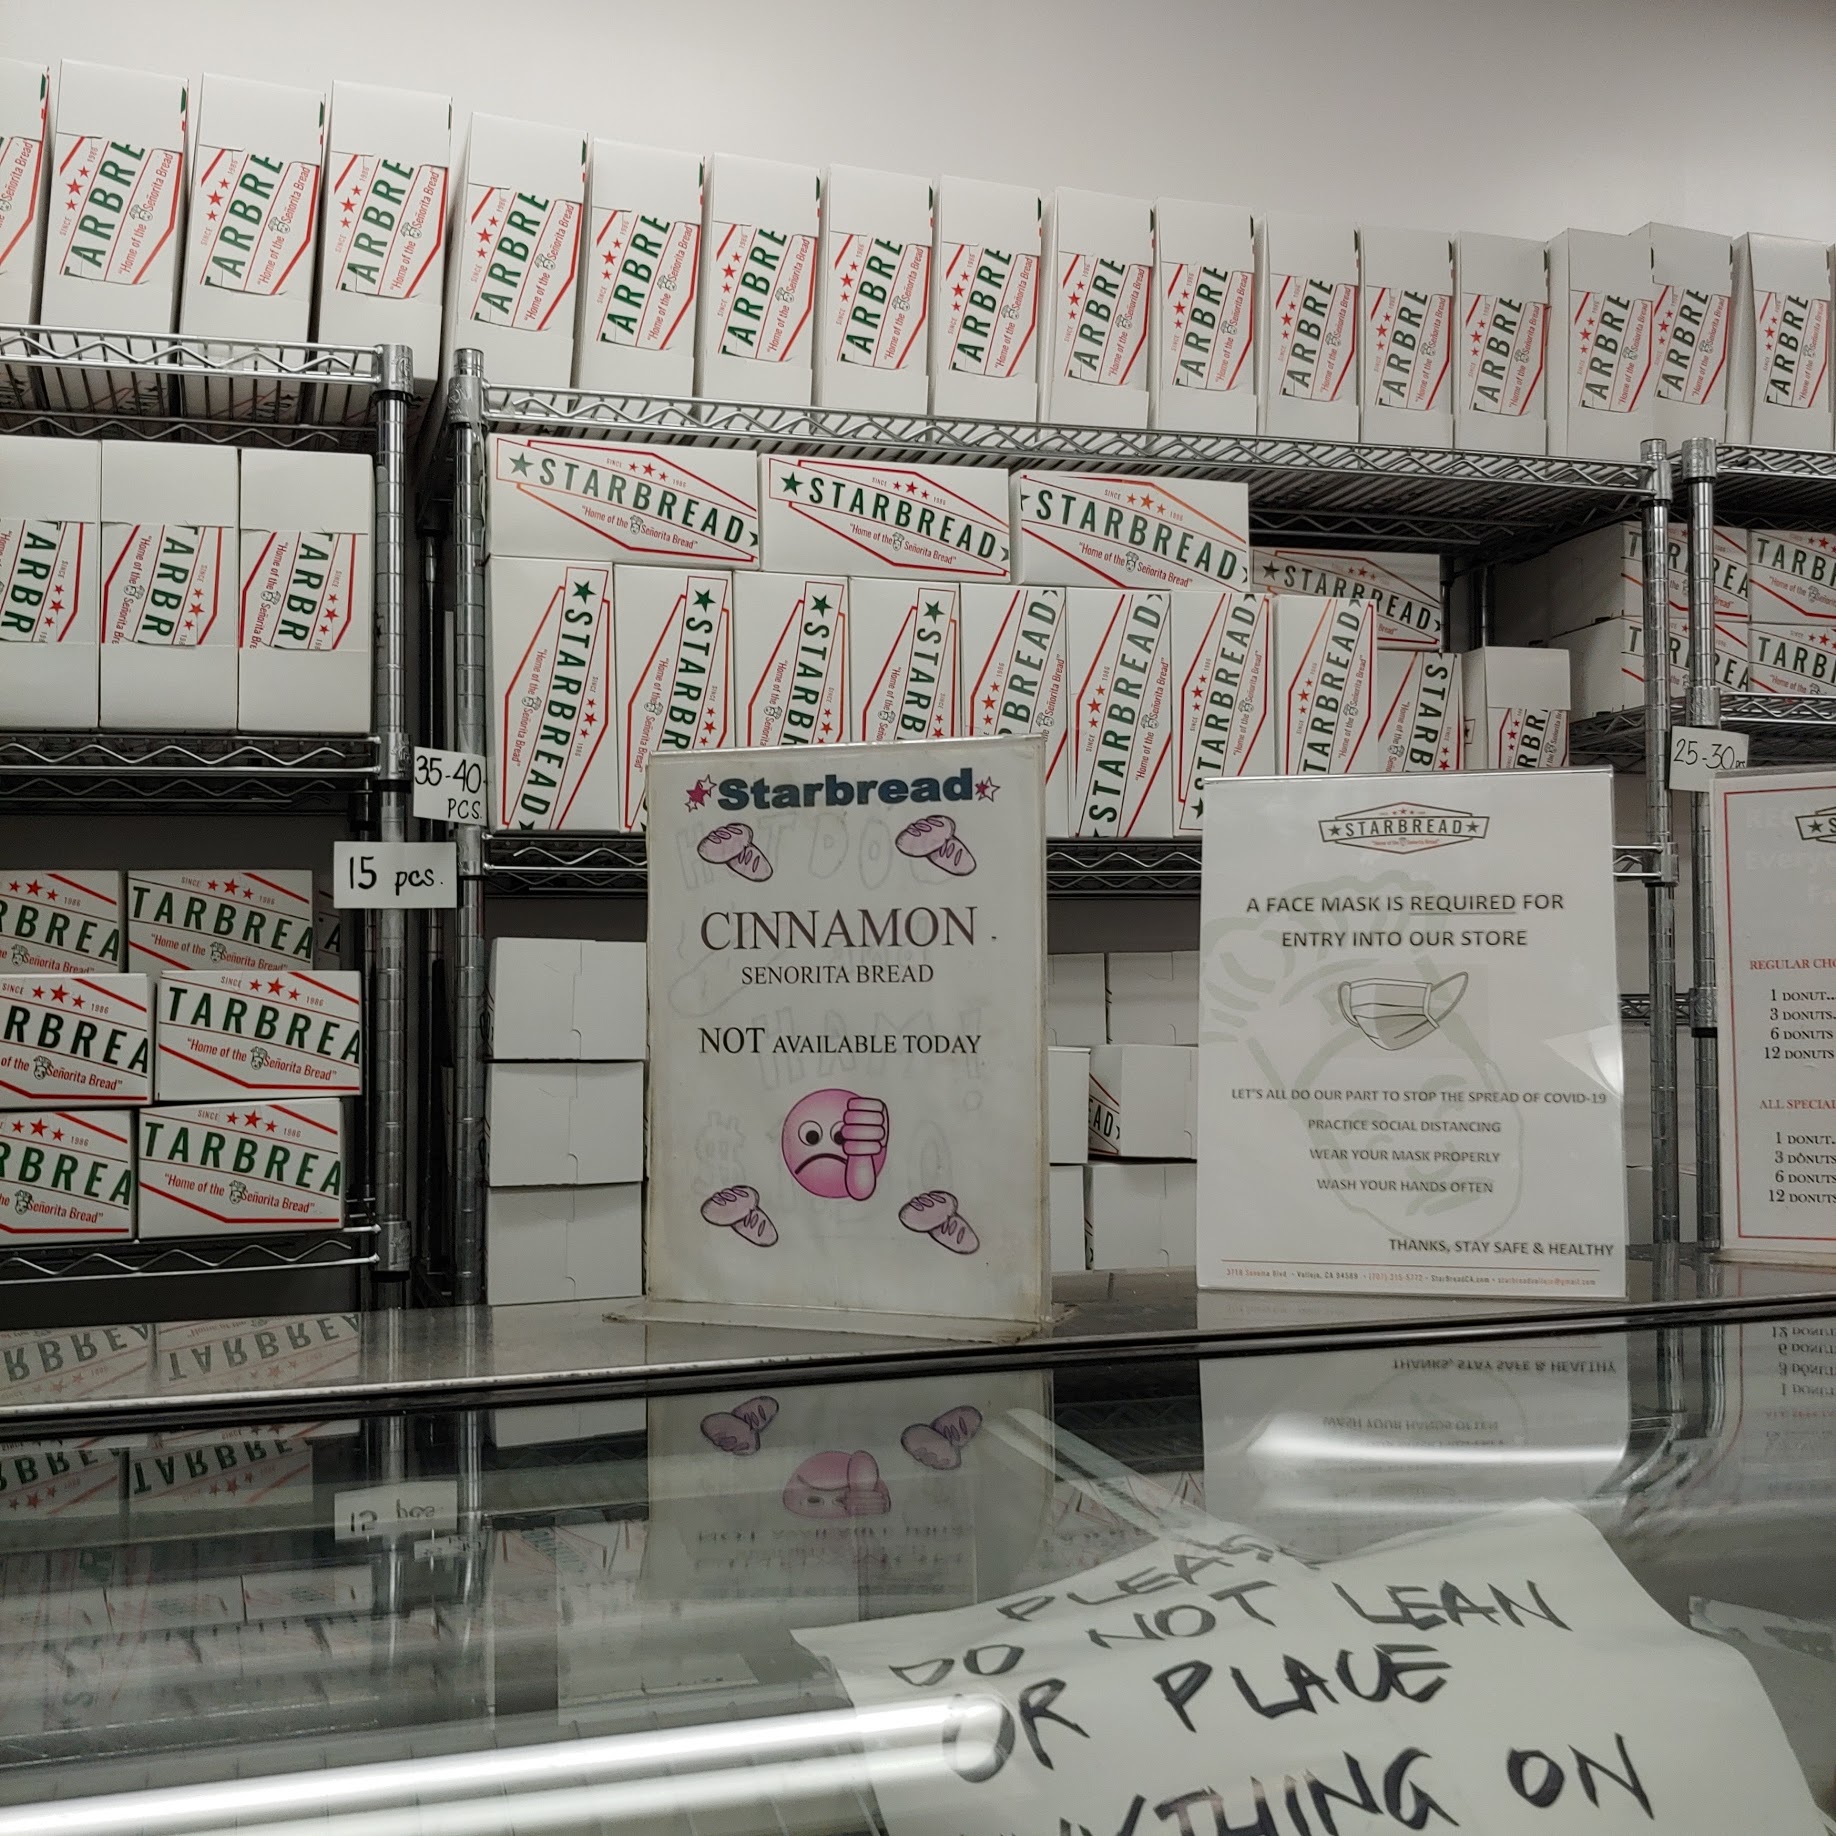 ★STARBREAD★
SINCE ★★★ 1986
"Home of the Señorita Bread"
35-40
PCS.
15 pcs.
25-30 pcs
Starbread
CINNAMON
SENORITA BREAD
NOT AVAILABLE TODAY
★STARBREAD★
A FACE MASK IS REQUIRED FOR
ENTRY INTO OUR STORE
LET'S ALL DO OUR PART TO STOP THE SPREAD OF COVID-19
PRACTICE SOCIAL DISTANCING
WEAR YOUR MASK PROPERLY
WASH YOUR HANDS OFTEN
THANKS, STAY SAFE & HEALTHY
REGULAR
1 DONUT...
3 DONUTS..
6 DONUTS
12 DONUTS
ALL SPECIAL
1 DONUT..
3 DONUTS..
6 DONUTS
12 DONUTS
PLEASE
DO NOT LEAN
OR PLACE
ANYTHING ON